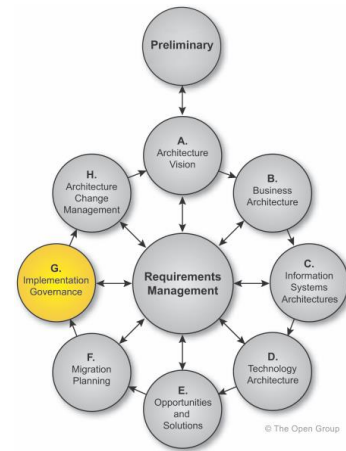 Preliminary
A.
Architecture
Vision
B.
Business
Architecture
C.
Information
Systems
Architectures
D.
Technology
Architecture
E.
Opportunities
and
Solutions
F.
Migration
Planning
G.
Implementation
Governance
H.
Architecture
Change
Management
Requirements
Management
© The Open Group